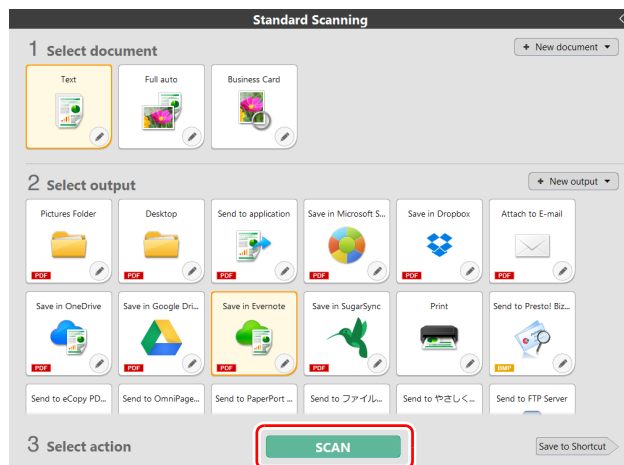 Standard Scanning
1 Select document
+ New document
Text
Full auto
Business Card
2 Select output
+ New output
Pictures Folder
Desktop
Send to application
Save in Microsoft S...
Save in Dropbox
Attach to E-mail
PDF
PDF
PDF
PDF
PDF
PDF
Save in OneDrive
Save in Google Dri...
Save in Evernote
Save in SugarSync
Print
Send to Presto! Biz...
PDF
PDF
PDF
PDF
BMP
Send to eCopy PD...
Send to OmniPage...
Send to PaperPort ...
Send to ファイル...
Send to やさしく...
Send to FTP Server
3 Select action
SCAN
Save to Shortcut